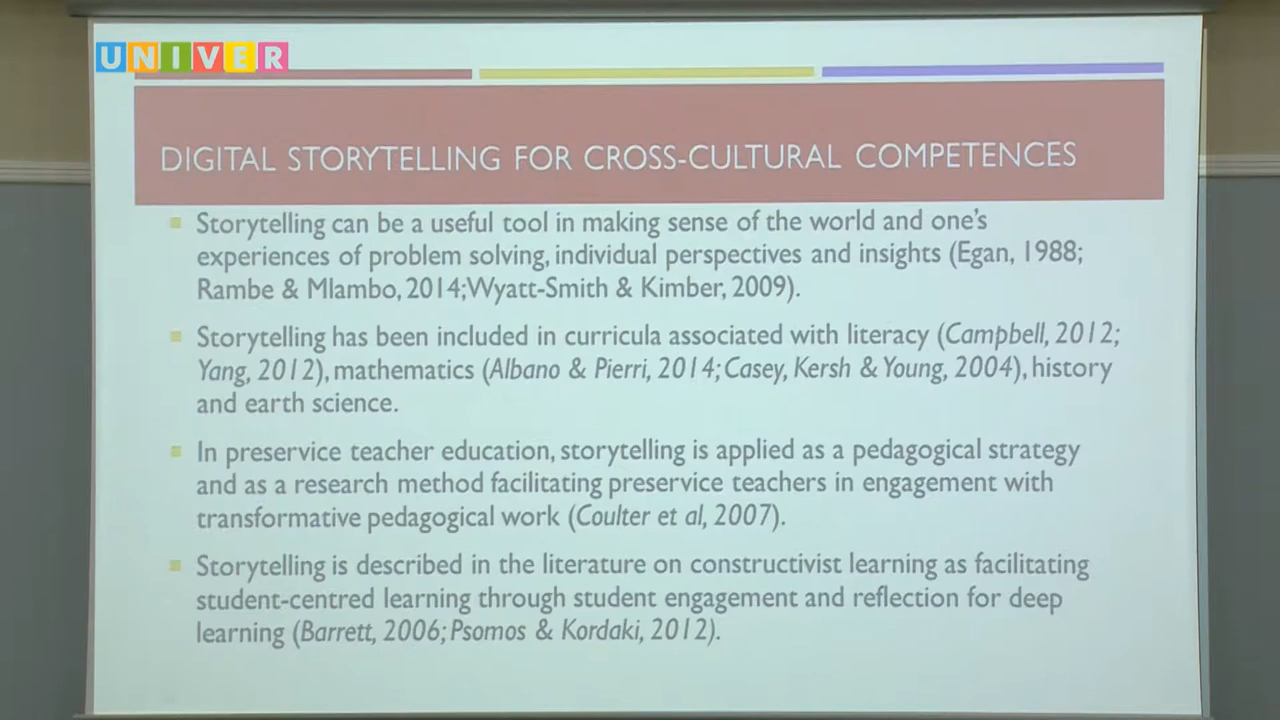 UNIVER
DIGITAL STORYTELLING FOR CROSS-CULTURAL COMPETENCES
Storytelling can be a useful tool in making sense of the world and one's
experiences of problem solving, individual perspectives and insights (Egan, 1988;
Rambe & Mlambo, 2014;Wyatt-Smith & Kimber, 2009).
Storytelling has been included in curricula associated with literacy (Campbell, 2012;
Yang, 2012), mathematics (Albano & Pierri, 2014; Casey, Kersh & Young, 2004), history
and earth science.
In preservice teacher education, storytelling is applied as a pedagogical strategy
and as a research method facilitating preservice teachers in engagement with
transformative pedagogical work (Coulter et al, 2007).
Storytelling is described in the literature on constructivist learning as facilitating
student-centred learning through student engagement and reflection for deep
learning (Barrett, 2006; Psomos & Kordaki, 2012).